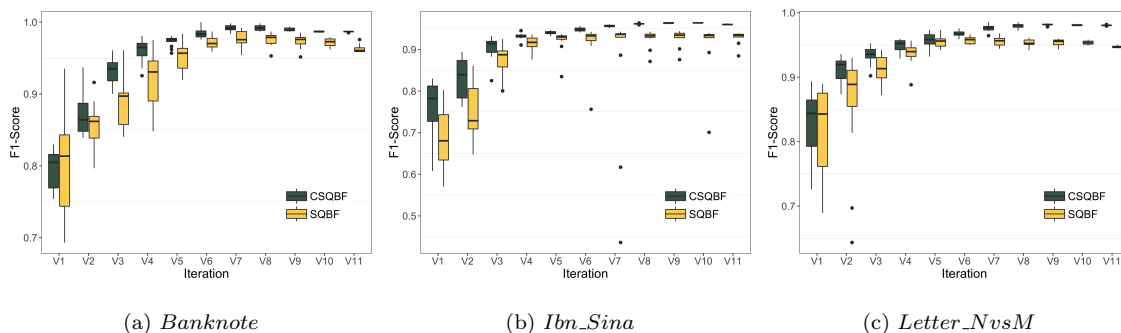 1.0
0.9
0.8
0.7
F1-Score
V1 V2 V3 V4 V5 V6 V7 V8 V9 V10 V11
Iteration
CSQBF
SQBF
(a) Banknote
0.9
0.8
0.7
0.6
0.5
F1-Score
V1 V2 V3 V4 V5 V6 V7 V8 V9 V10 V11
Iteration
CSQBF
SQBF
(b) Ibn_Sina
1.0
0.9
0.8
0.7
F1-Score
V1 V2 V3 V4 V5 V6 V7 V8 V9 V10 V11
Iteration
CSQBF
SQBF
(c) Letter_NvsM